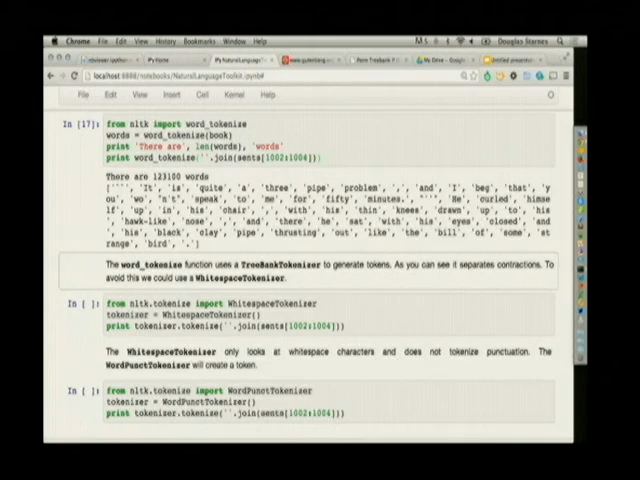 Chrome File Edit View History Bookmarks Window Help Douglas Starnes
localhost:8888/notebooks/NaturalLanguageToolkit.ipynb#
File Edit View Insert Cell Kernel Help
In [17]: from nltk import word_tokenize
words = word_tokenize(book)
print 'There are', len(words), 'words'
print word_tokenize(''.join(sents[1002:1004]))
There are 123100 words
['``', 'It', 'is', 'quite', 'a', 'three', 'pipe', 'problem', ',', 'and', 'I', 'beg', 'that', 'y
ou', 'wo', "n't", 'speak', 'to', 'me', 'for', 'fifty', 'minutes.', "''", 'He', 'curled', 'himse
lf', 'up', 'in', 'his', 'chair', ',', 'with', 'his', 'thin', 'knees', 'drawn', 'up', 'to', 'his
'hawk-like', 'nose', ',', 'and', 'there', 'he', 'sat', 'with', 'his', 'eyes', 'closed', 'and'
, 'his', 'black', 'clay', 'pipe', 'thrusting', 'out', 'like', 'the', 'bill', 'of', 'some', 'st
range', 'bird', '.']
The word_tokenize function uses a TreeBankTokenizer to generate tokens. As you can see it separates contractions. To
avoid this we could use a WhitespaceTokenizer.
In [ ]: from nltk.tokenize import WhitespaceTokenizer
tokenizer = WhitespaceTokenizer()
print tokenizer.tokenize(''.join(sents[1002:1004]))
The WhitespaceTokenizer only looks at whitespace characters and does not tokenize punctuation. The
WordPunctTokenizer will create a token.
In [ ]: from nltk.tokenize import WordPunctTokenizer
tokenizer = WordPunctTokenizer()
print tokenizer.tokenize(''.join(sents[1002:1004]))